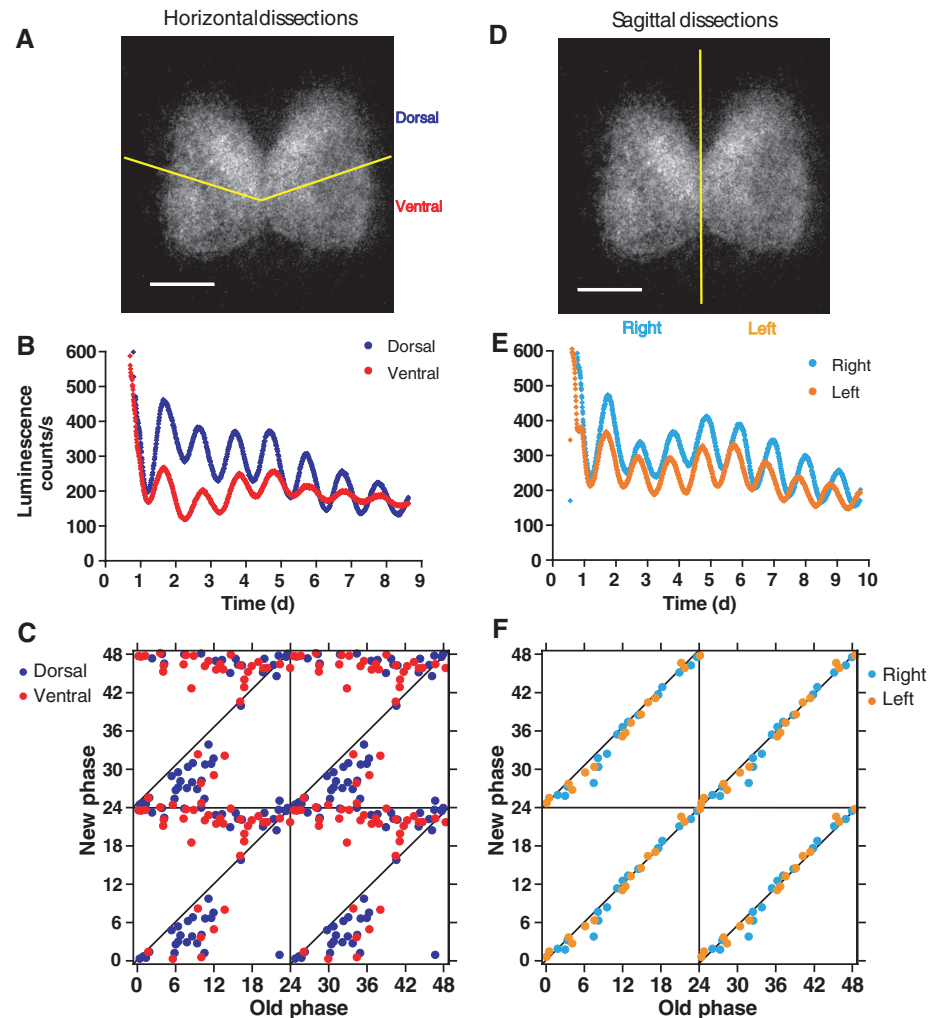 Horizontal dissections
A
Dorsal
Ventral
B
600
500
400
300
200
100
0
Luminescence
counts/s
Dorsal
Ventral
0 1 2 3 4 5 6 7 8 9
Time (d)
C
Dorsal
Ventral
48
42
36
30
24
18
12
6
0
New phase
0 6 12 18 24 30 36 42 48
Old phase
Sagittal dissections
D
Right Left
E
600
500
400
300
200
100
0
Right
Left
0 1 2 3 4 5 6 7 8 9 10
Time (d)
F
48
42
36
30
24
18
12
6
0
New phase
Right
Left
0 6 12 18 24 30 36 42 48
Old phase